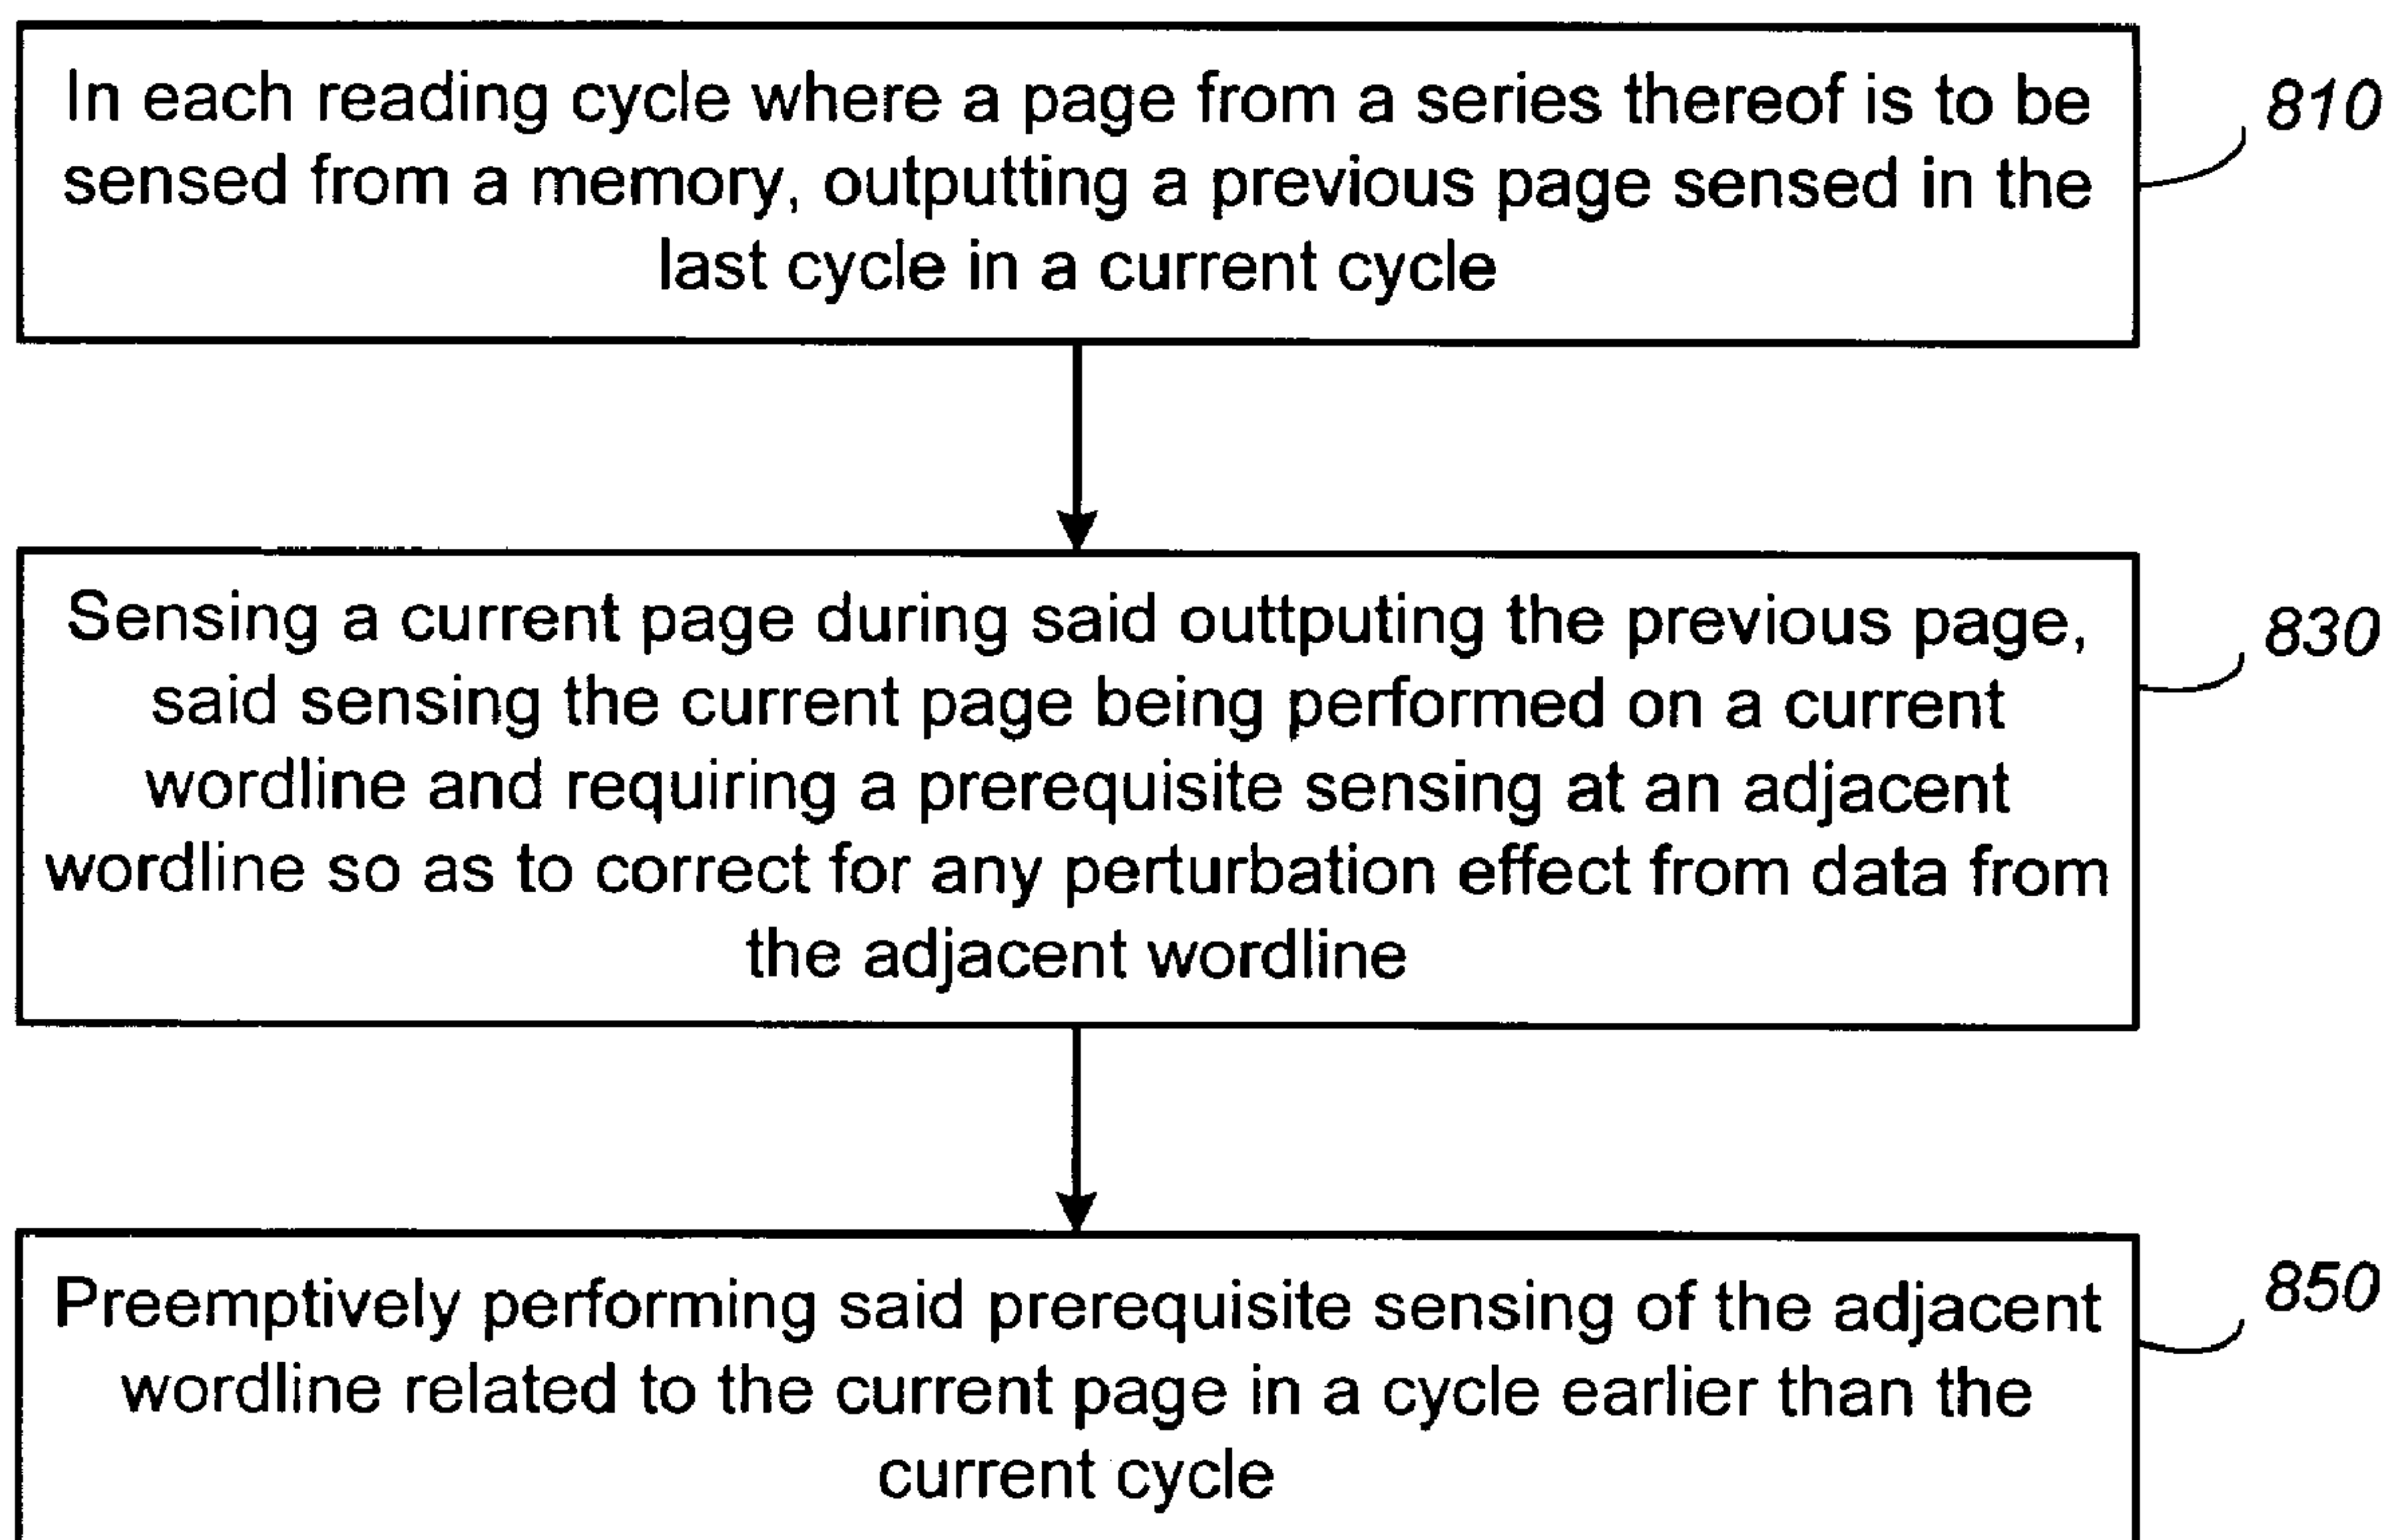 In each reading cycle where a page from a series thereof is to be
sensed from a memory, outputting a previous page sensed in the
last cycle in a current cycle
810
Sensing a current page during said outtputing the previous page,
said sensing the current page being performed on a current
wordline and requiring a prerequisite sensing at an adjacent
wordline so as to correct for any perturbation effect from data from
the adjacent wordline
830
Preemptively performing said prerequisite sensing of the adjacent
wordline related to the current page in a cycle earlier than the
current cycle
850